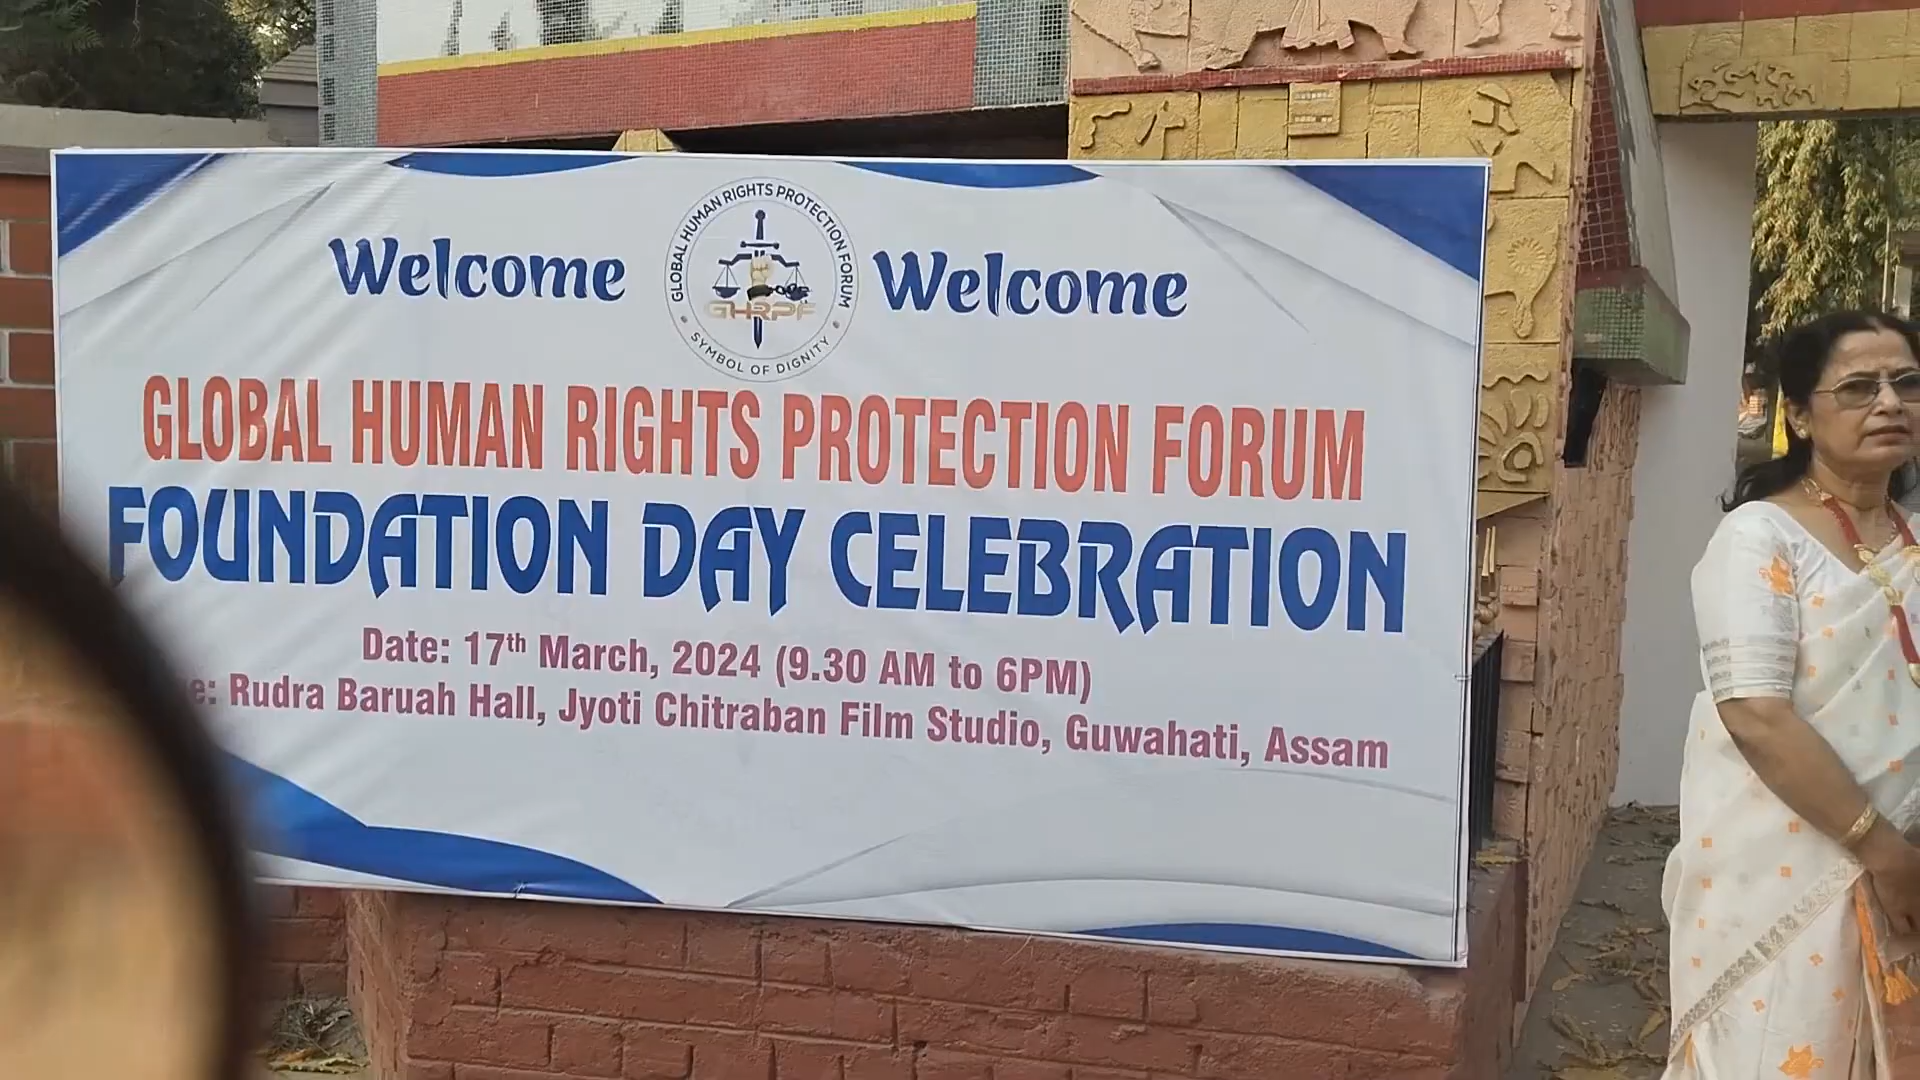 Welcome Welcome
GLOBAL HUMAN RIGHTS PROTECTION FORUM
GHRPF
SYMBOL OF DIGNITY
GLOBAL HUMAN RIGHTS PROTECTION FORUM
FOUNDATION DAY CELEBRATION
Date: 17th March, 2024 (9.30 AM to 6PM)
Rudra Baruah Hall, Jyoti Chitraban Film Studio, Guwahati, Assam